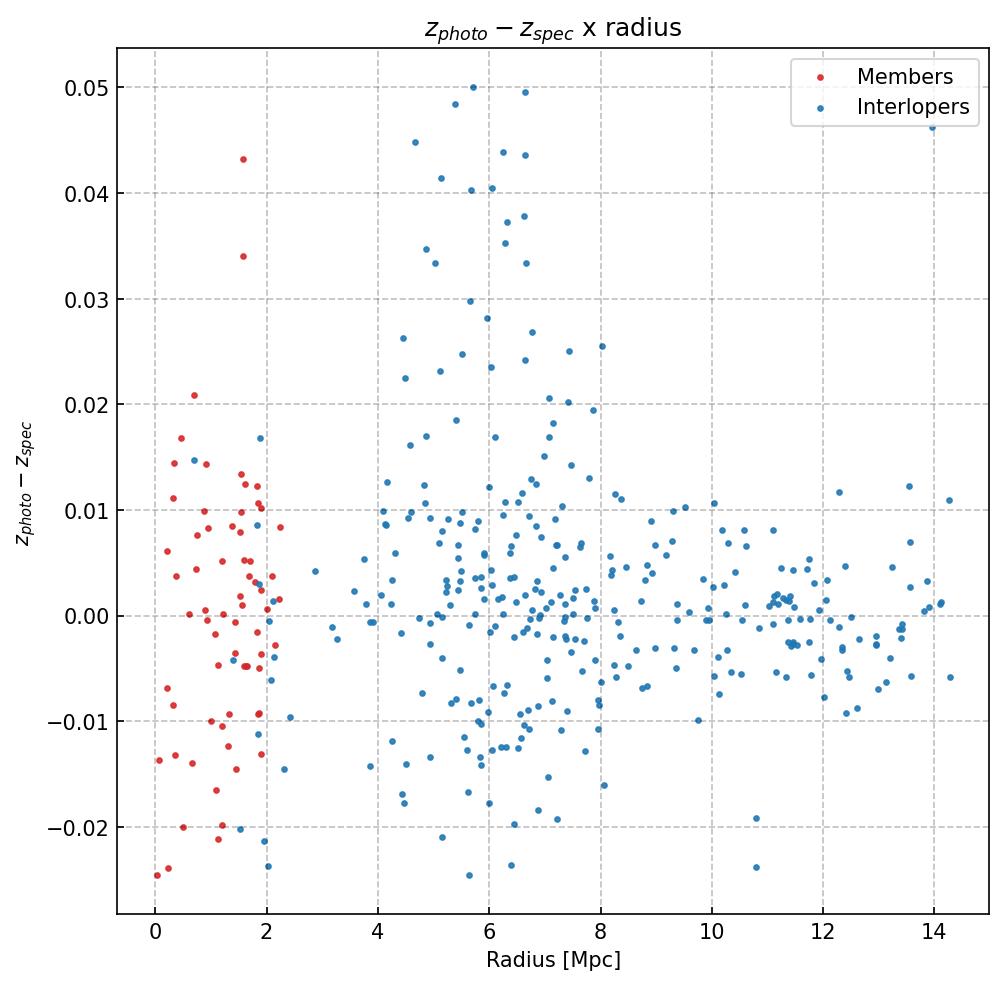 z_photo − z_spec x radius
Members
Interlopers
0.05
0.04
0.03
0.02
0.01
0.00
−0.01
−0.02
z_photo − z_spec
0 2 4 6 8 10 12 14
Radius [Mpc]